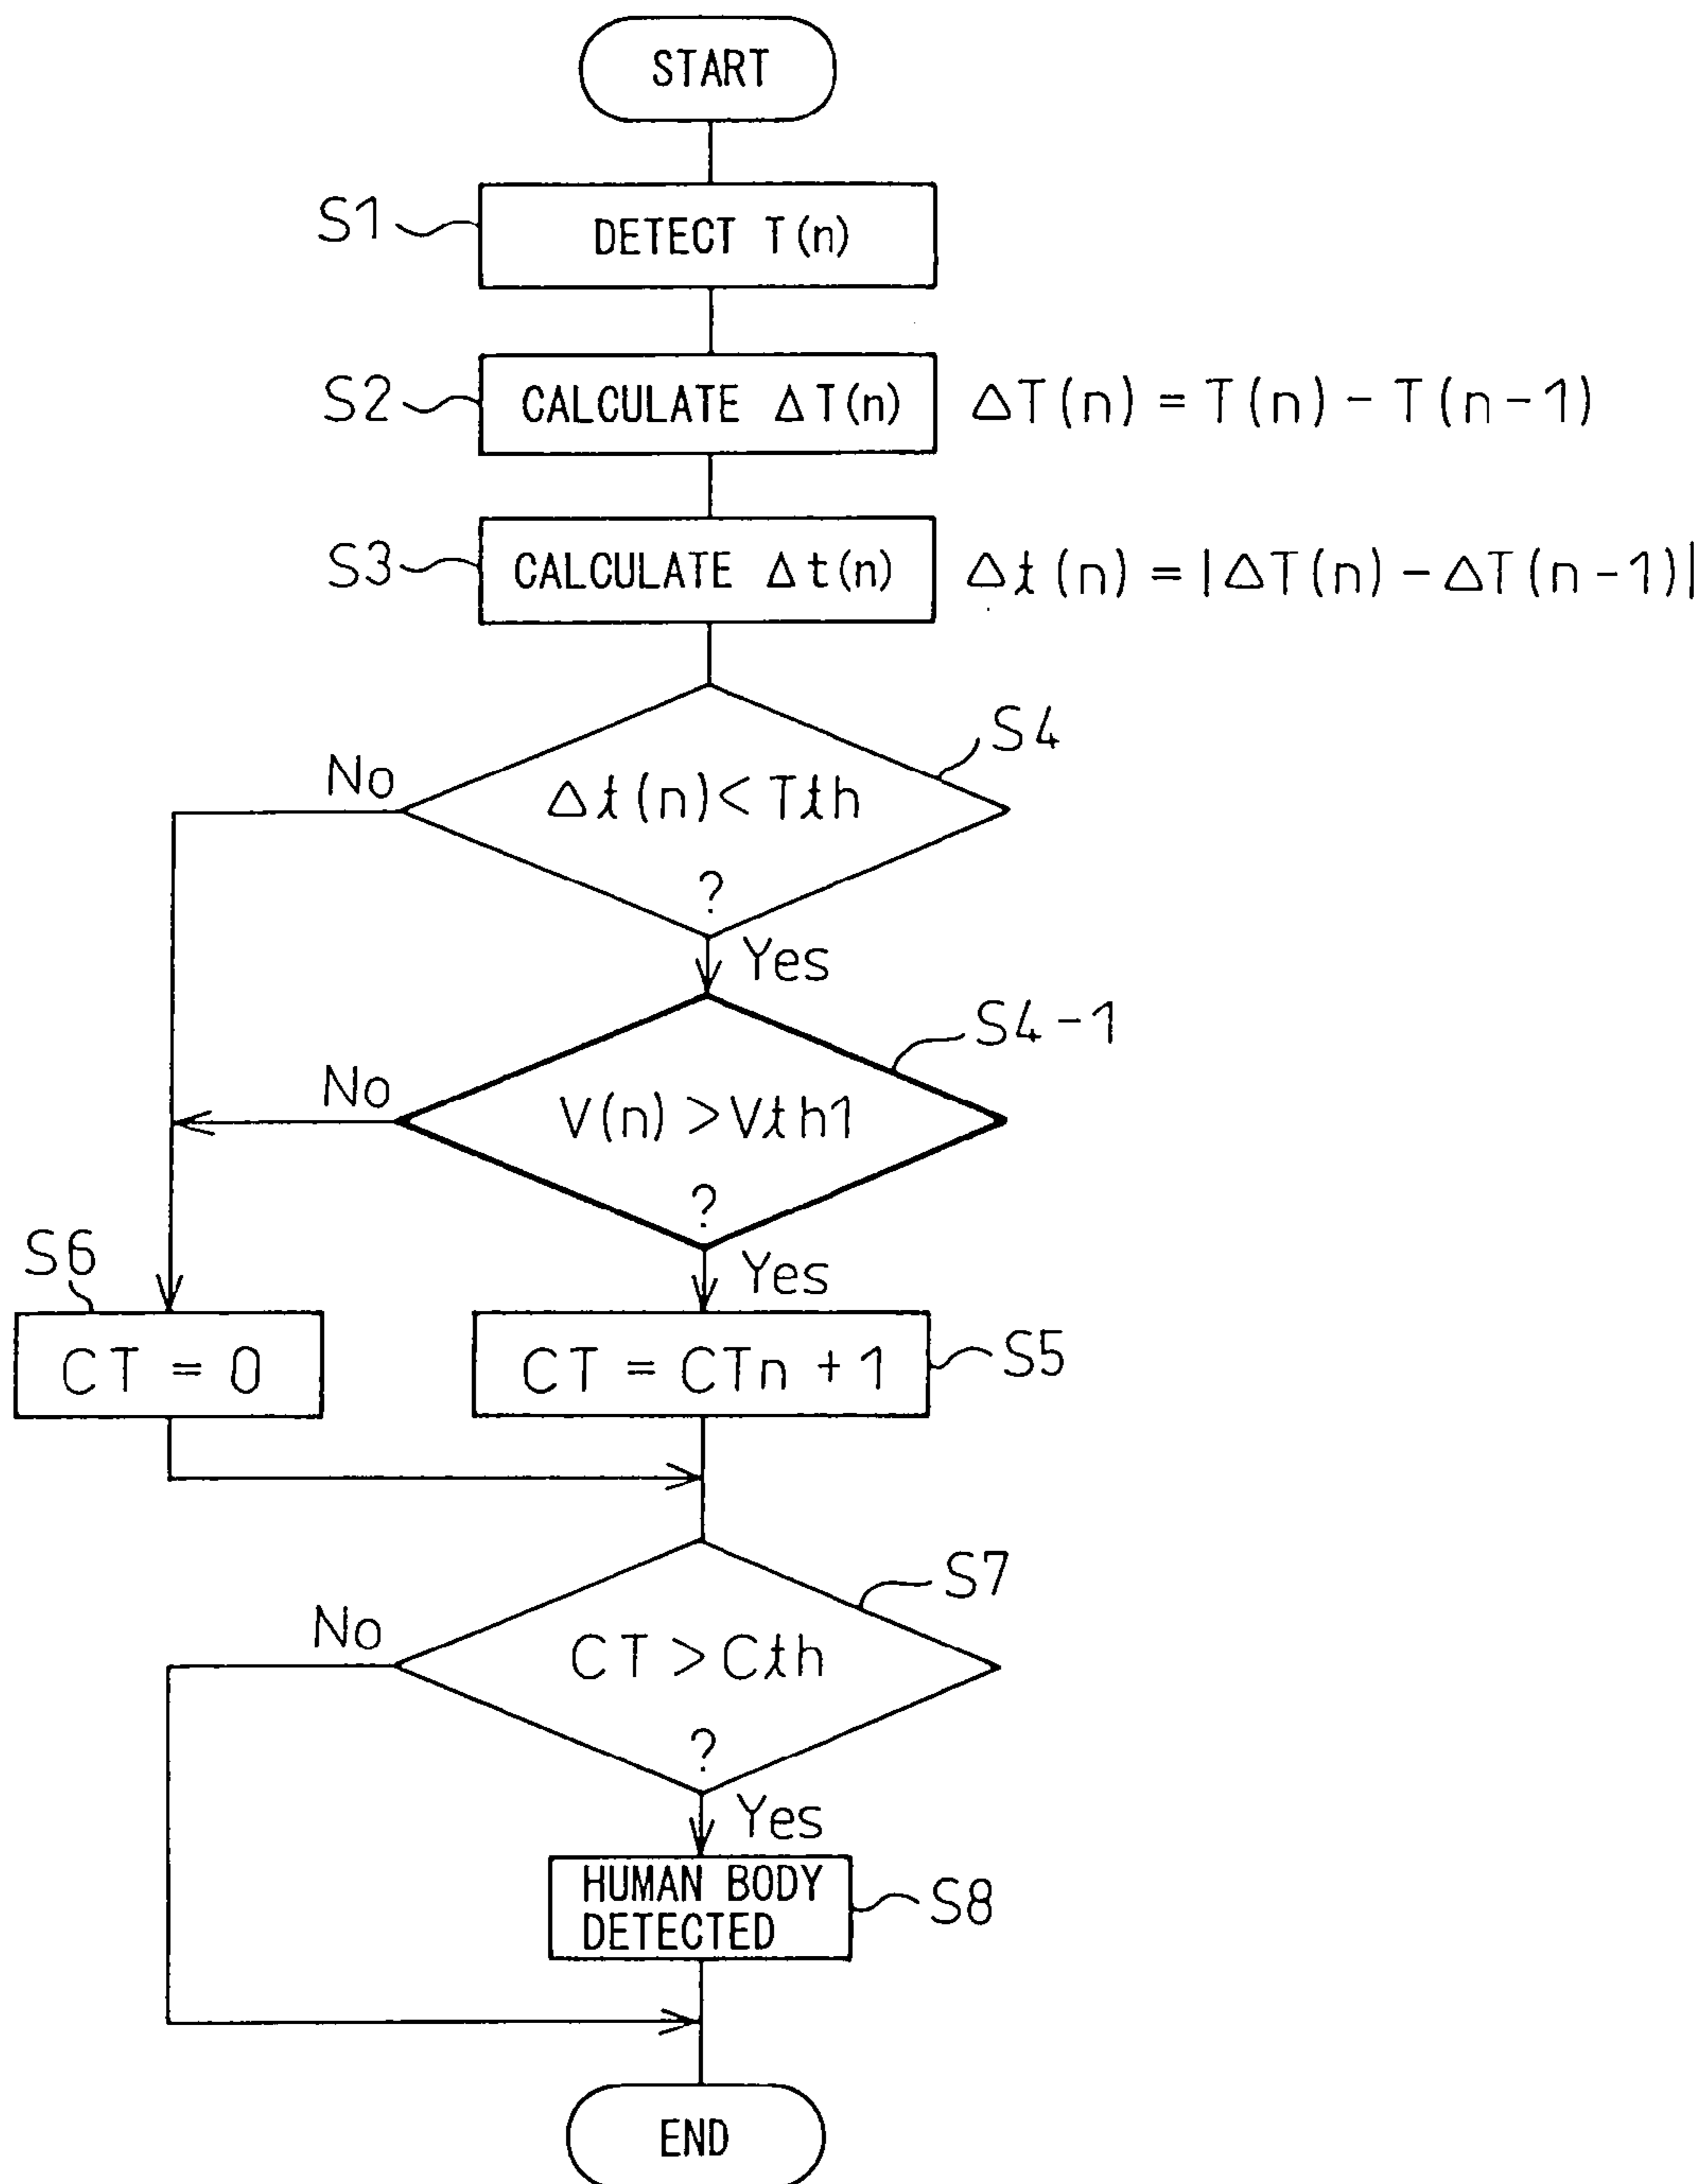 START
S1
DETECT T(n)
S2
CALCULATE ΔT(n)
ΔT(n) = T(n) - T(n-1)
S3
CALCULATE Δt(n)
Δt(n) = |ΔT(n) - ΔT(n-1)|
S4
No
Δt(n) < Tth
?
Yes
S4-1
No
V(n) > Vth1
?
Yes
S6
CT = 0
CT = CTn + 1
S5
S7
No
CT > Cth
?
Yes
HUMAN BODY
DETECTED
S8
END